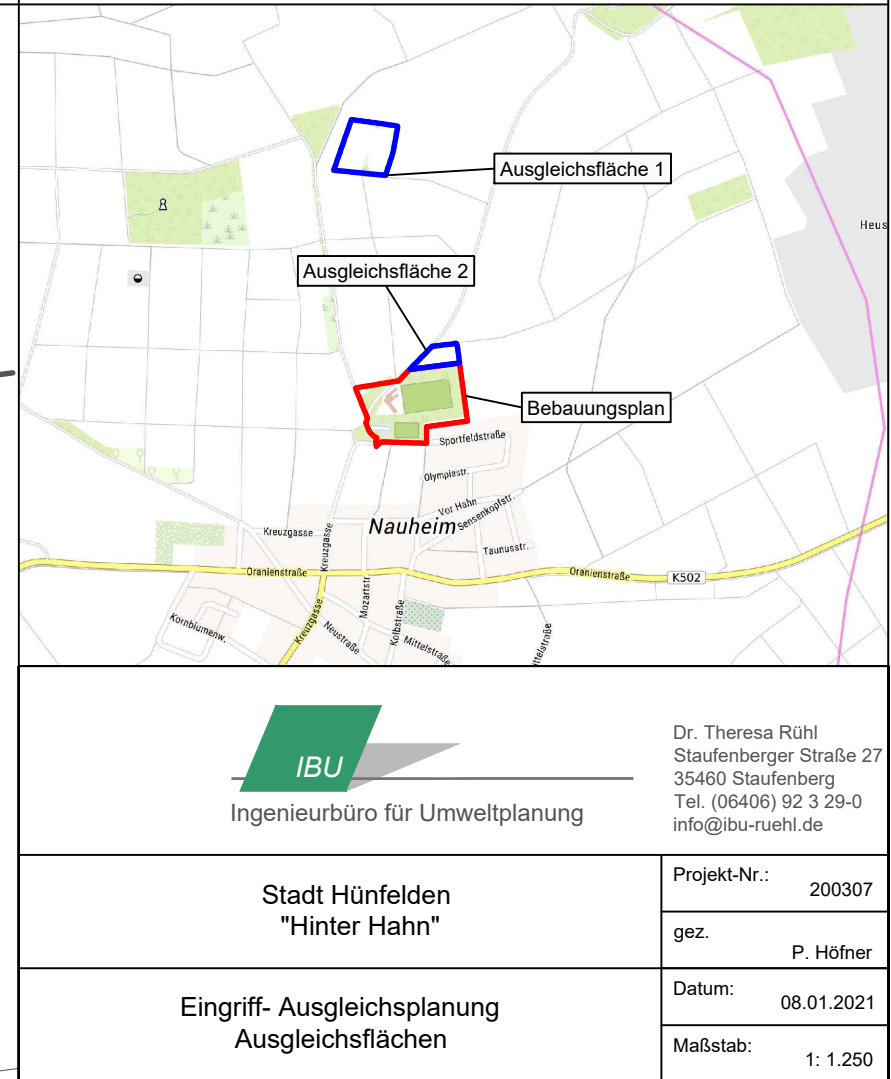 Ausgleichsfläche 1
Heus
Ausgleichsfläche 2
Bebauungsplan
Sportfeldstraße
Olympiastr.
Vor Hahn
Sensenkopfstr.
Nauheim
Kreuzgasse
Kreuzgasse
Taunusstr.
Oranienstraße
Oranienstraße
K502
Mozartstr.
Kolbstraße
Kornblumenw.
Kreuzgasse
Neustraße
Mittelstraße
ittelstraße
IBU
Ingenieurbüro für Umweltplanung
Dr. Theresa Rühl
Staufenberger Straße 27
35460 Staufenberg
Tel. (06406) 92 3 29-0
info@ibu-ruehl.de
Stadt Hünfelden
"Hinter Hahn"
Projekt-Nr.:
200307
gez.
P. Höfner
Eingriff- Ausgleichsplanung
Ausgleichsflächen
Datum:
08.01.2021
Maßstab:
1: 1.250